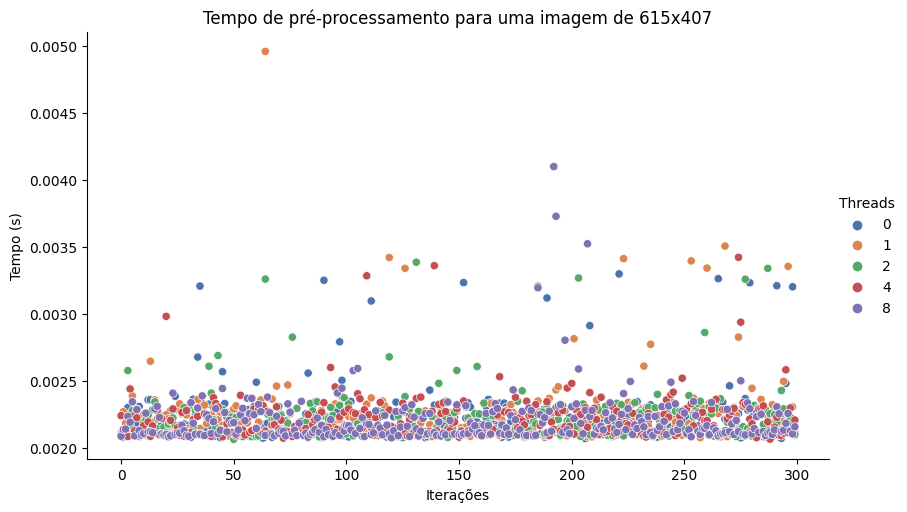 Tempo de pré-processamento para uma imagem de 615x407
0.0050
0.0045
0.0040
0.0035
0.0030
0.0025
0.0020
Tempo (s)
0 50 100 150 200 250 300
Iterações
Threads
0
1
2
4
8